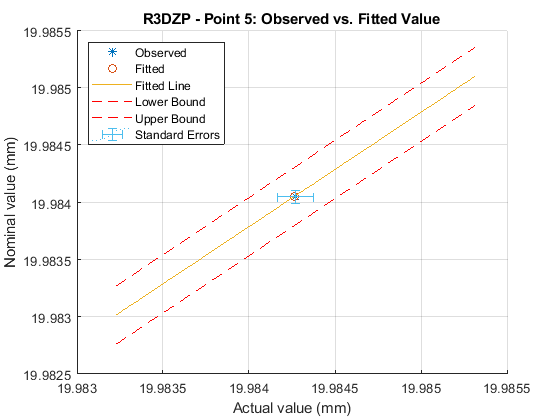 R3DZP - Point 5: Observed vs. Fitted Value
19.9855
19.985
19.9845
19.984
19.9835
19.983
19.9825
Nominal value (mm)
Observed
Fitted
Fitted Line
Lower Bound
Upper Bound
Standard Errors
19.983
19.9835
19.984
19.9845
19.985
19.9855
Actual value (mm)